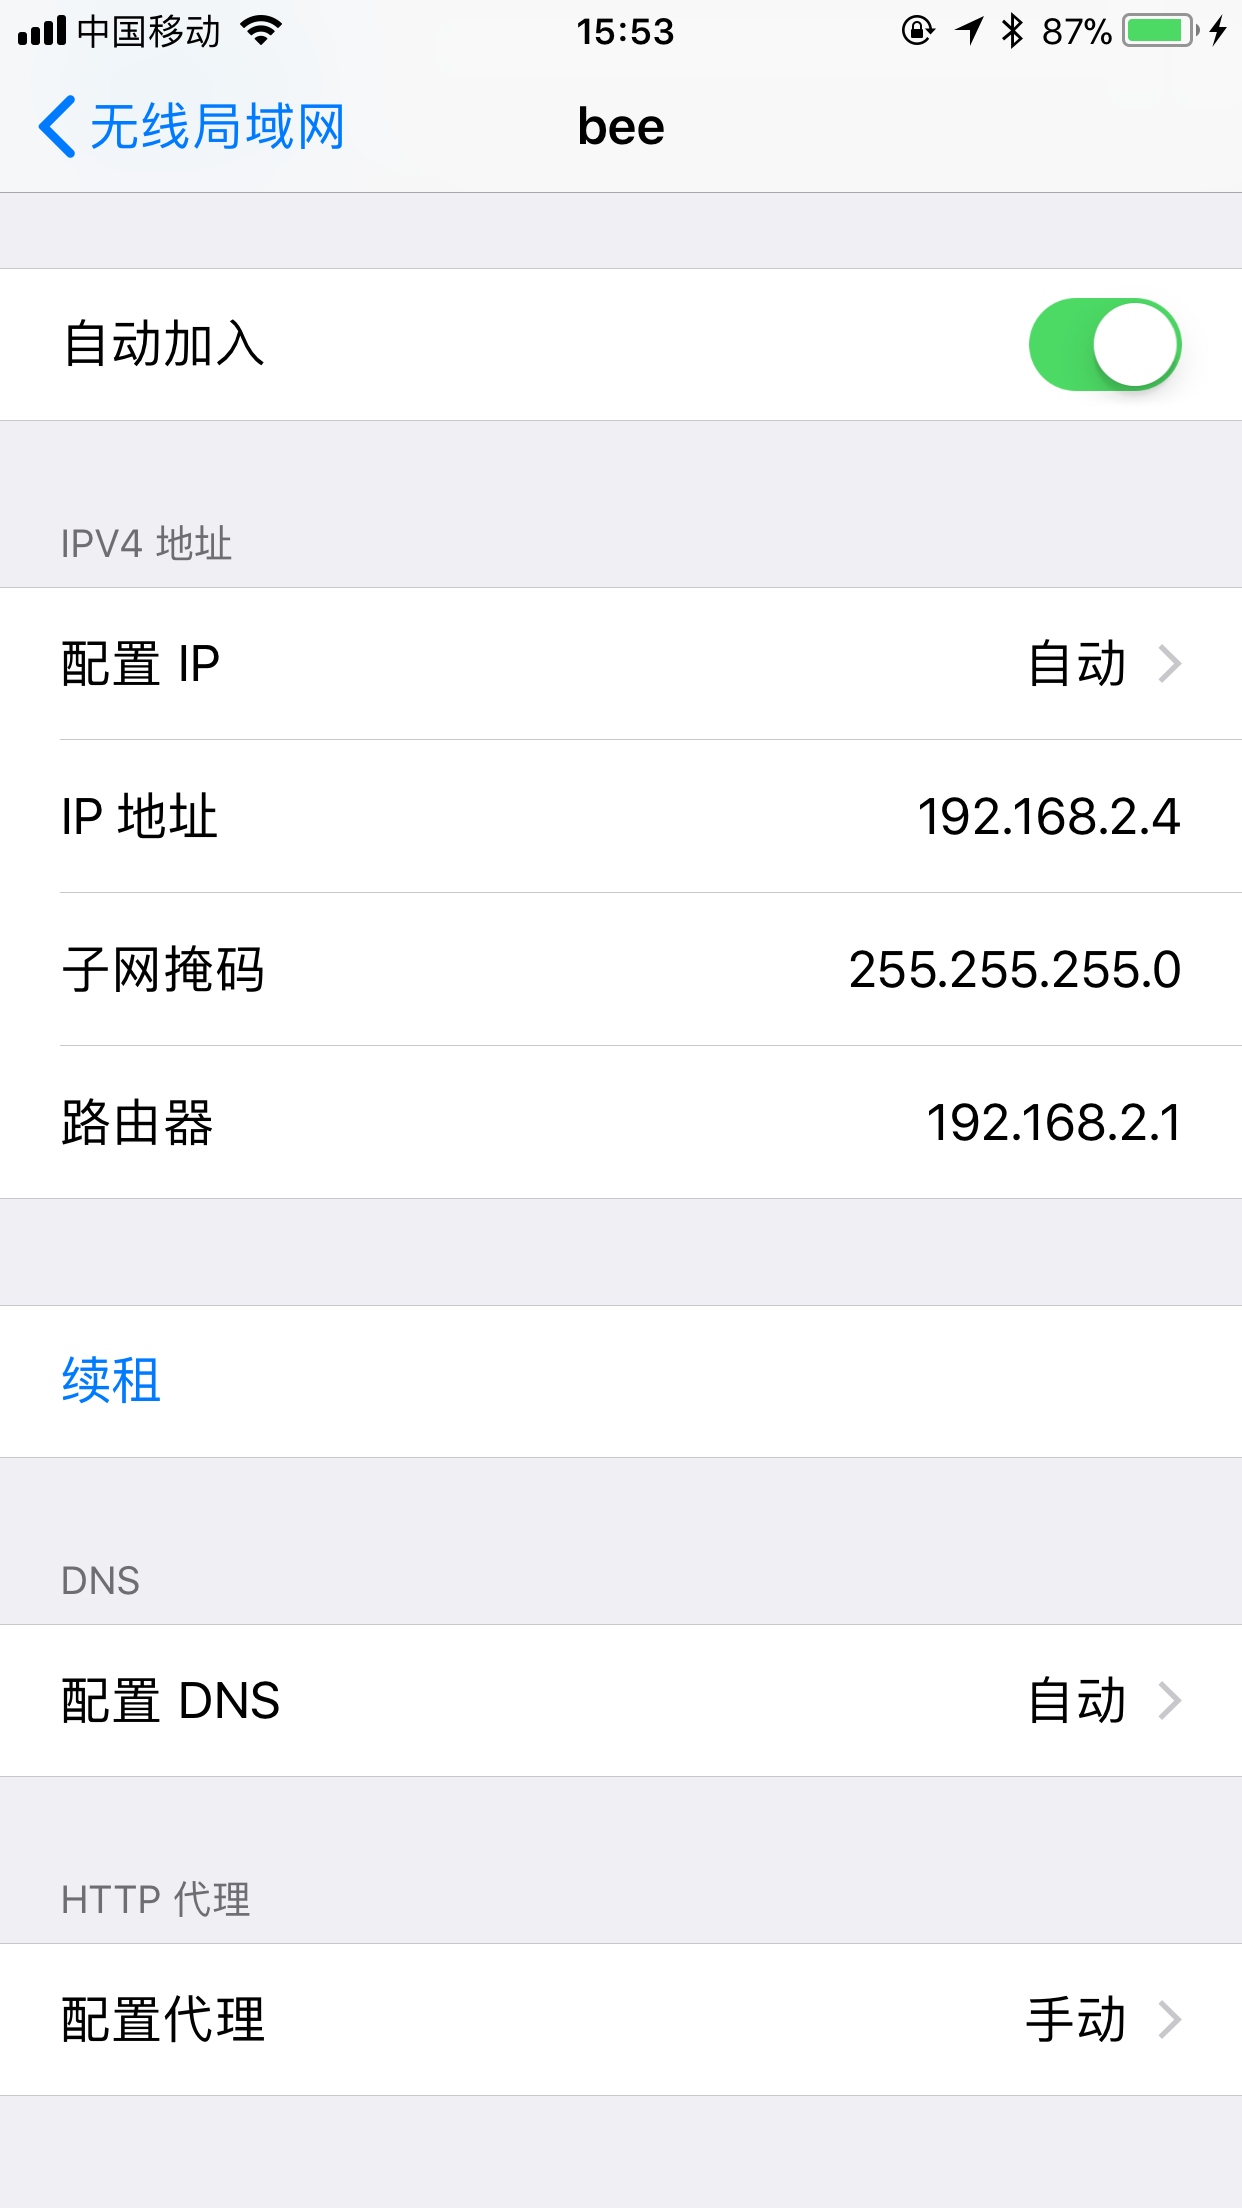 中国移动 15:53 87%
无线局域网 bee
自动加入
IPV4 地址
配置 IP 自动
IP 地址 192.168.2.4
子网掩码 255.255.255.0
路由器 192.168.2.1
续租
DNS
配置 DNS 自动
HTTP 代理
配置代理 手动